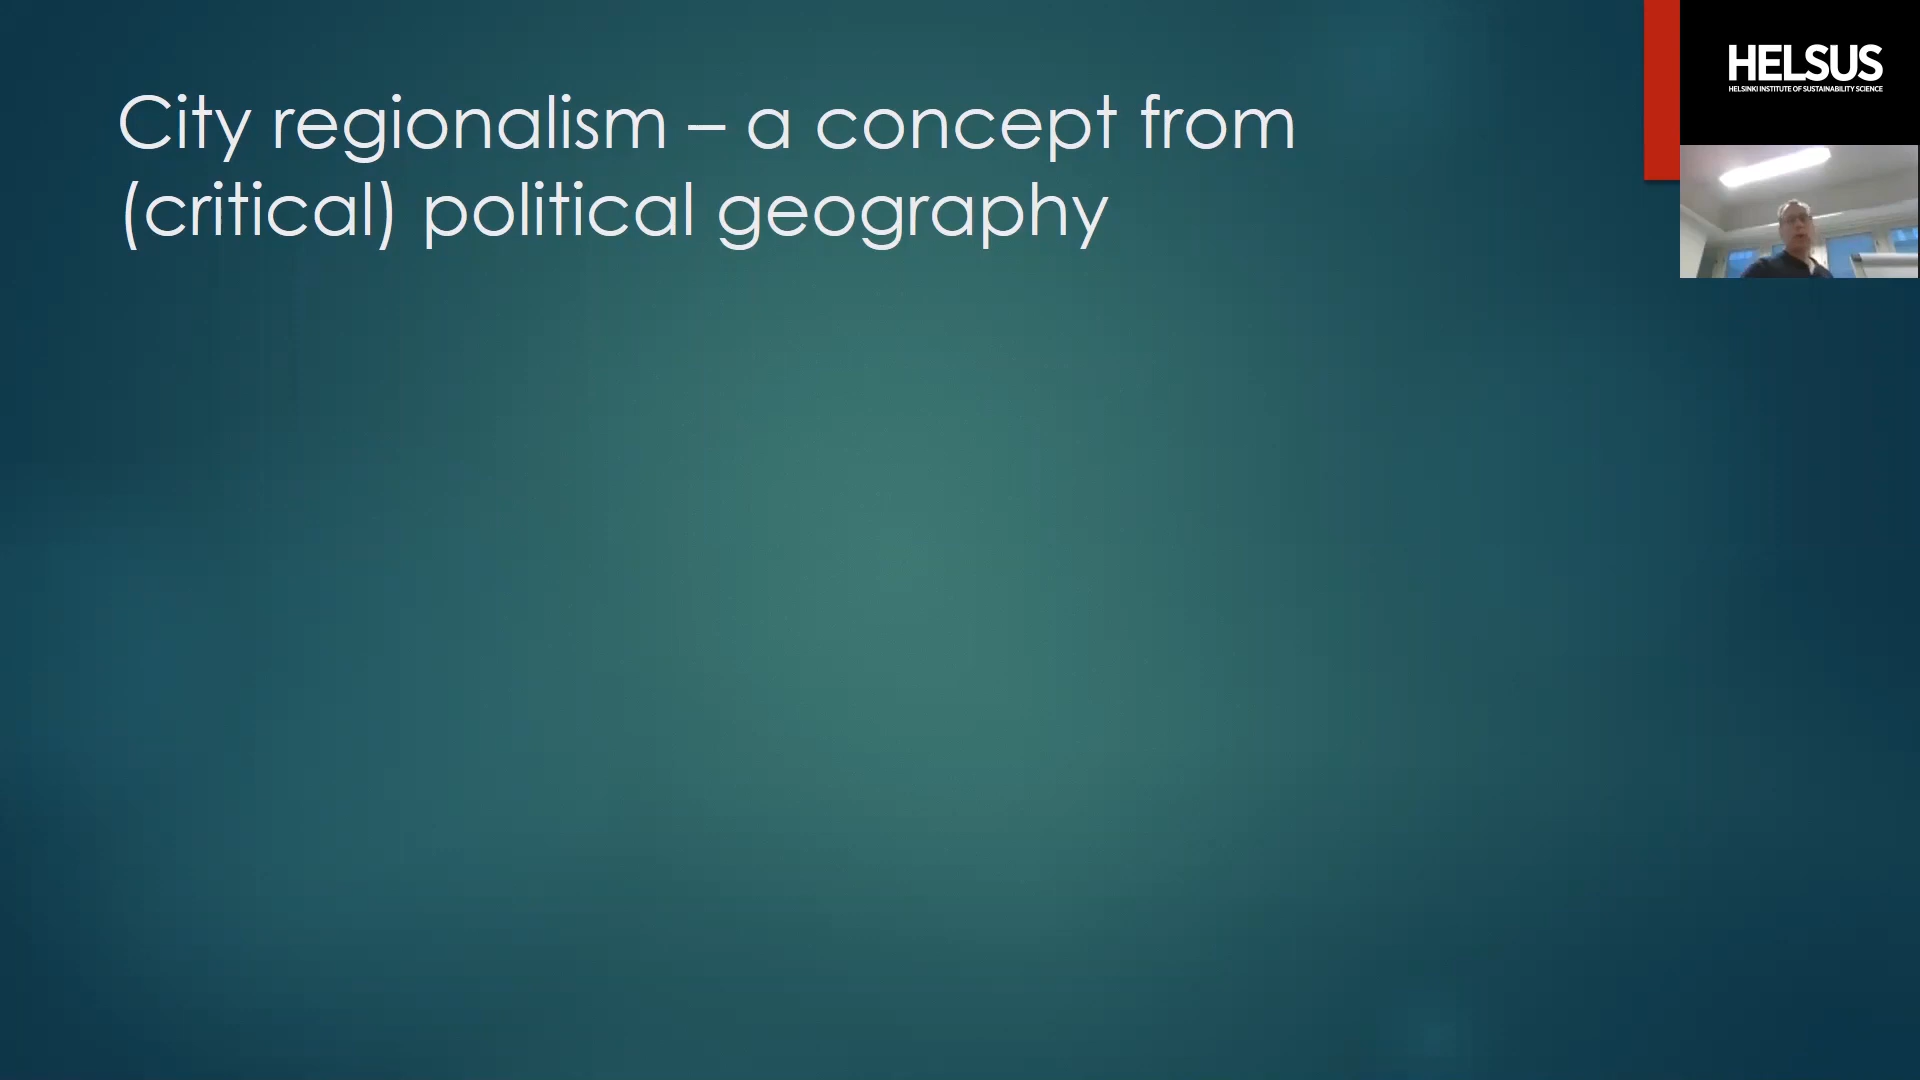 City regionalism – a concept from
(critical) political geography
HELSUS
HELSINKI INSTITUTE OF SUSTAINABILITY SCIENCE